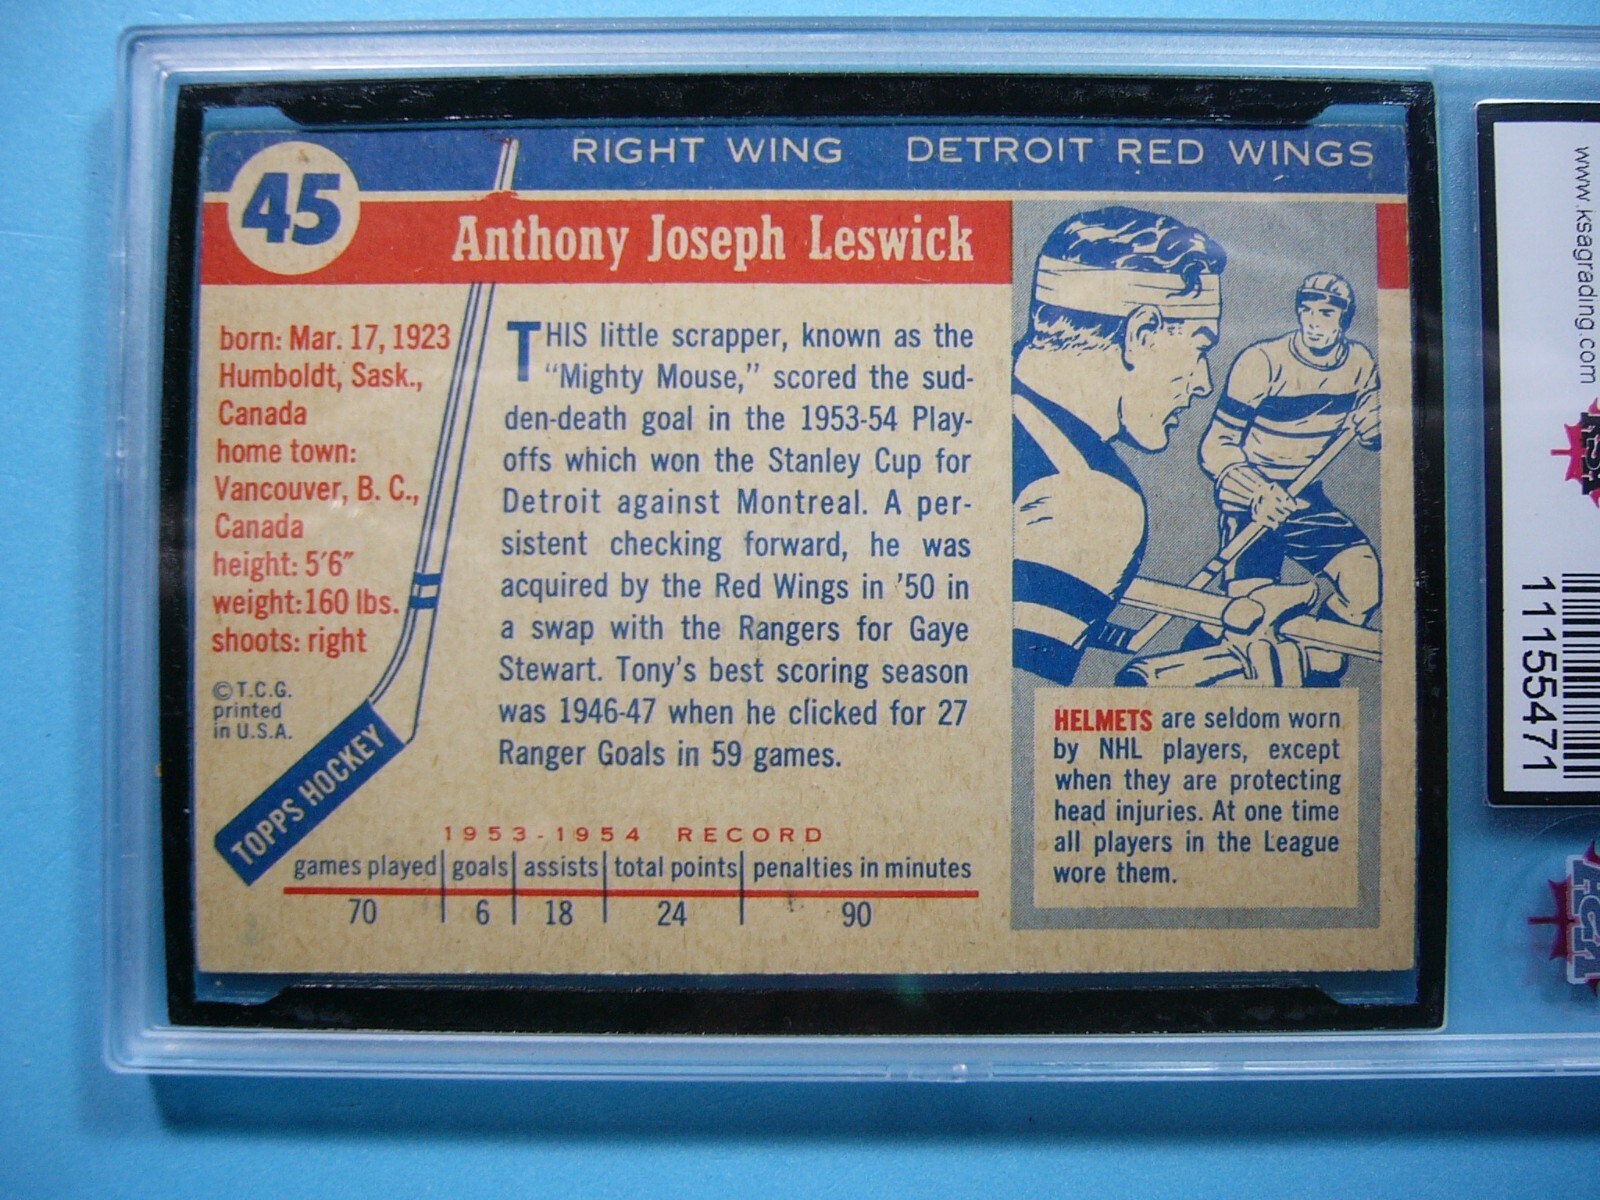 45
RIGHT WING DETROIT RED WINGS
Anthony Joseph Leswick
born: Mar. 17, 1923
Humboldt, Sask.,
Canada
home town:
Vancouver, B. C.,
Canada
height: 5'6"
weight: 160 lbs.
shoots: right
© T.C.G.
printed
in U.S.A.
TOPPS HOCKEY
THIS little scrapper, known as the
"Mighty Mouse," scored the sud-
den-death goal in the 1953-54 Play-
offs which won the Stanley Cup for
Detroit against Montreal. A per-
sistent checking forward, he was
acquired by the Red Wings in '50 in
a swap with the Rangers for Gaye
Stewart. Tony's best scoring season
was 1946-47 when he clicked for 27
Ranger Goals in 59 games.
1953-1954 RECORD
games played goals assists total points penalties in minutes
70 6 18 24 90
HELMETS are seldom worn
by NHL players, except
when they are protecting
head injuries. At one time
all players in the League
wore them.
www.ksagrading.com
11155471
KSA